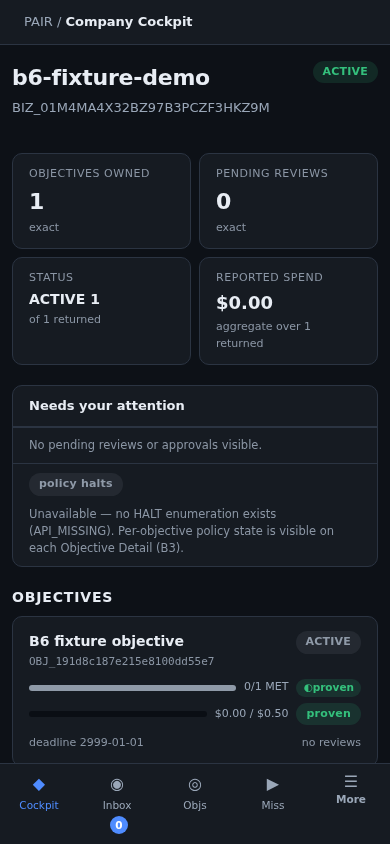 PAIR / Company Cockpit
b6-fixture-demo
ACTIVE
BIZ_01M4MA4X32BZ97B3PCZF3HKZ9M
OBJECTIVES OWNED
1
exact
PENDING REVIEWS
0
exact
STATUS
ACTIVE 1
of 1 returned
REPORTED SPEND
$0.00
aggregate over 1
returned
Needs your attention
No pending reviews or approvals visible.
policy halts
Unavailable — no HALT enumeration exists
(API_MISSING). Per-objective policy state is visible on
each Objective Detail (B3).
OBJECTIVES
B6 fixture objective
ACTIVE
OBJ_191d8c187e215e8100dd55e7
0/1 MET
◐proven
$0.00 / $0.50
proven
deadline 2999-01-01
no reviews
Cockpit
Inbox
0
Objs
Miss
More